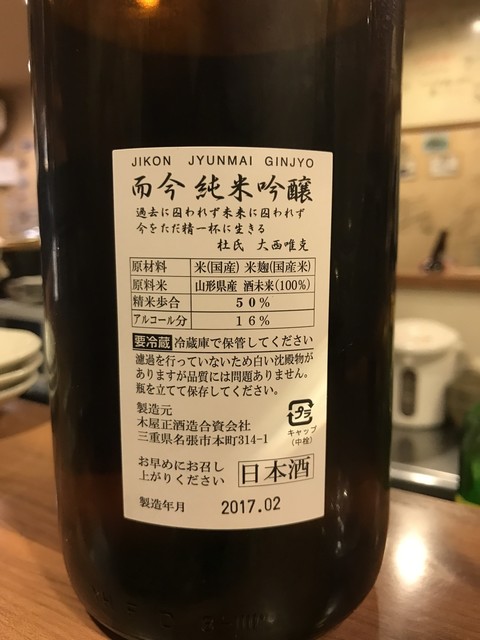 JIKON JYUNMAI GINJYO
而今 純米吟醸
過去に囚われず未来に囚われず
今をただ精一杯に生きる
杜氏 大西唯克
原材料 米(国産) 米麹(国産米)
原料米 山形県産 酒未来(100%)
精米歩合 50%
アルコール分 16%
要冷蔵 冷蔵庫で保管してください
濾過を行っていないため白い沈殿物が
ありますが品質には問題ありません。
瓶を立てて保存してください。
製造元
木屋正酒造合資会社
三重県名張市本町314-1
プラ
キャップ
(中栓)
お早めにお召し
上がりください
日本酒
製造年月 2017.02